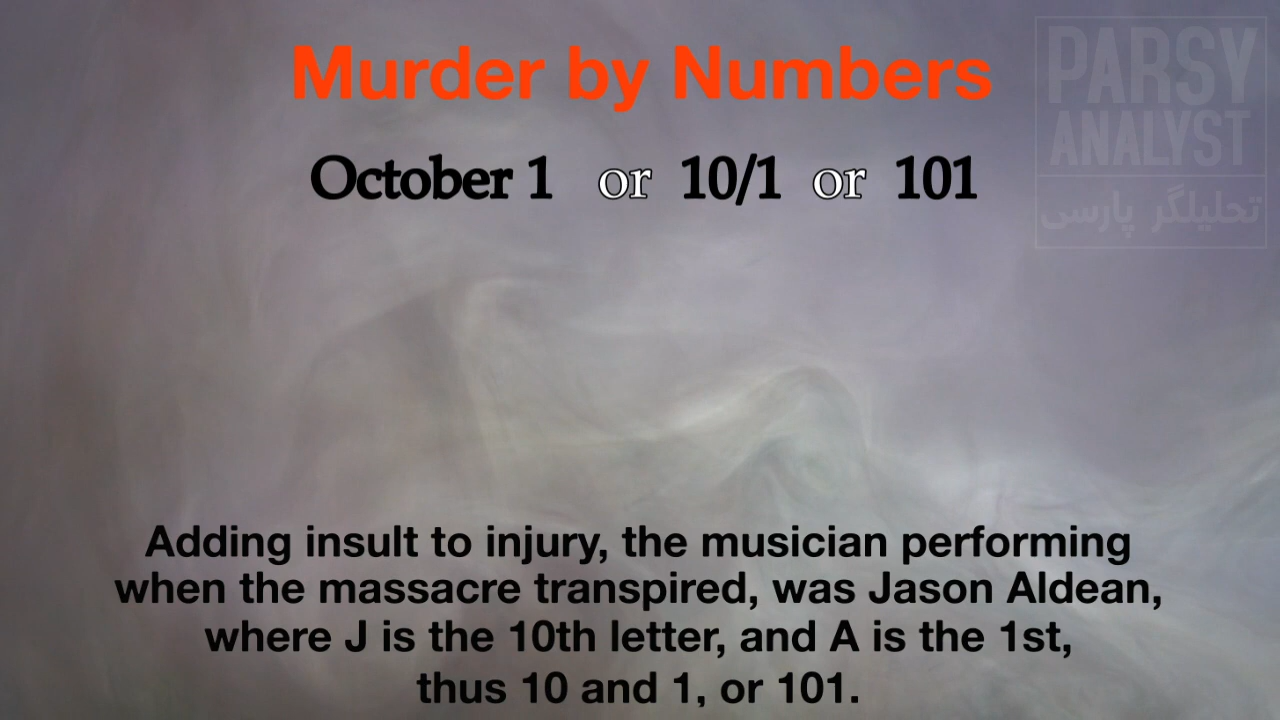 Murder by Numbers
October 1 or 10/1 or 101
PARSY
ANALYST
تحلیلگر پارسی
Adding insult to injury, the musician performing
when the massacre transpired, was Jason Aldean,
where J is the 10th letter, and A is the 1st,
thus 10 and 1, or 101.